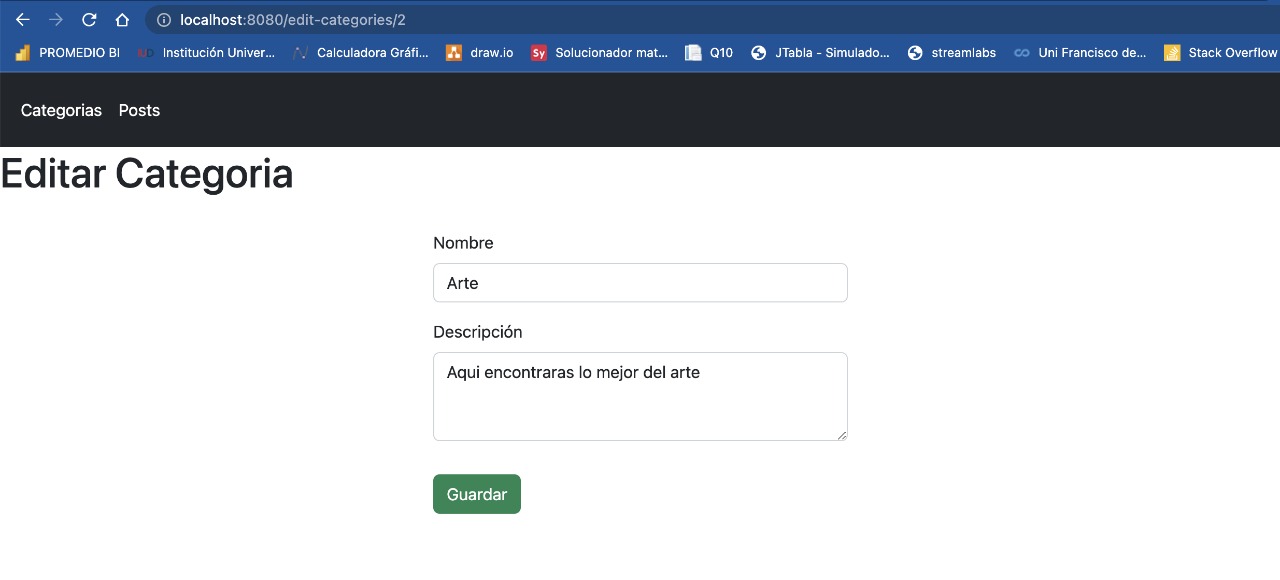 localhost:8080/edit-categories/2
PROMEDIO BI Institución Univer... Calculadora Gráfi... draw.io Sy Solucionador mat... Q10 JTabla - Simulado... streamlabs Uni Francisco de... Stack Overflow
Categorias Posts
Editar Categoria
Nombre
Arte
Descripción
Aqui encontraras lo mejor del arte
Guardar